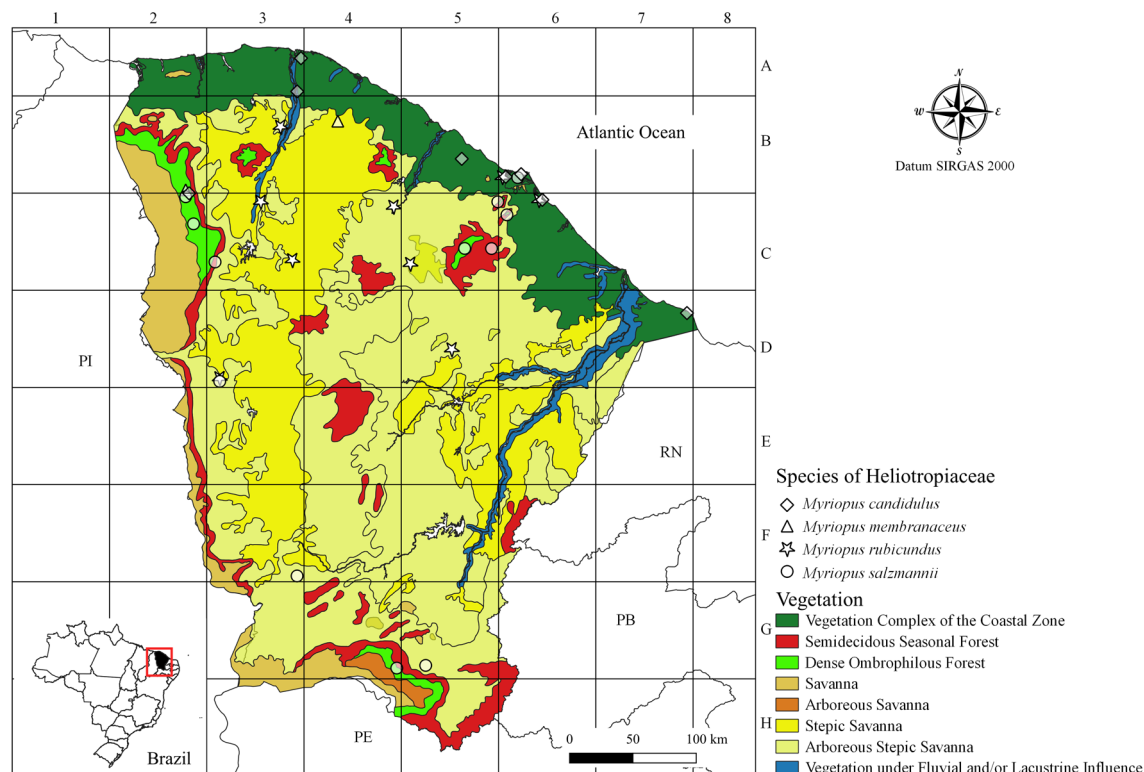 1 2 3 4 5 6 7 8
A
B
C
D
E
F
G
H
N
W E
S
Datum SIRGAS 2000
Atlantic Ocean
PI
RN
PB
PE
Brazil
0 50 100 km
Species of Heliotropiaceae
Myriopus candidulus
Myriopus membranaceus
Myriopus rubicundus
Myriopus salzmannii
Vegetation
Vegetation Complex of the Coastal Zone
Semidecidous Seasonal Forest
Dense Ombrophilous Forest
Savanna
Arboreous Savanna
Stepic Savanna
Arboreous Stepic Savanna
Vegetation under Fluvial and/or Lacustrine Influence